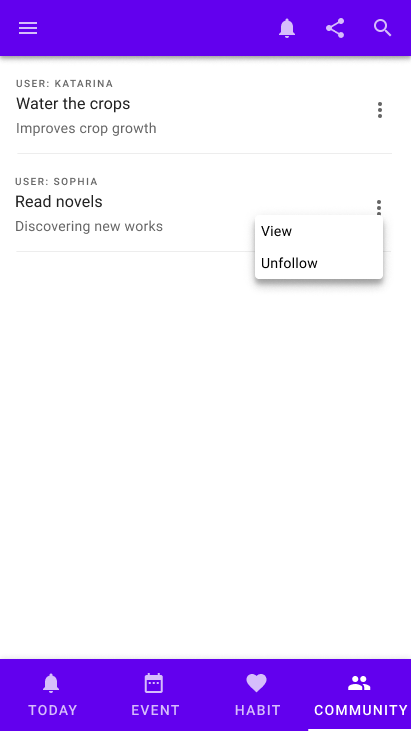 USER: KATARINA
Water the crops
Improves crop growth
USER: SOPHIA
Read novels
Discovering new works
View
Unfollow
TODAY
EVENT
HABIT
COMMUNITY